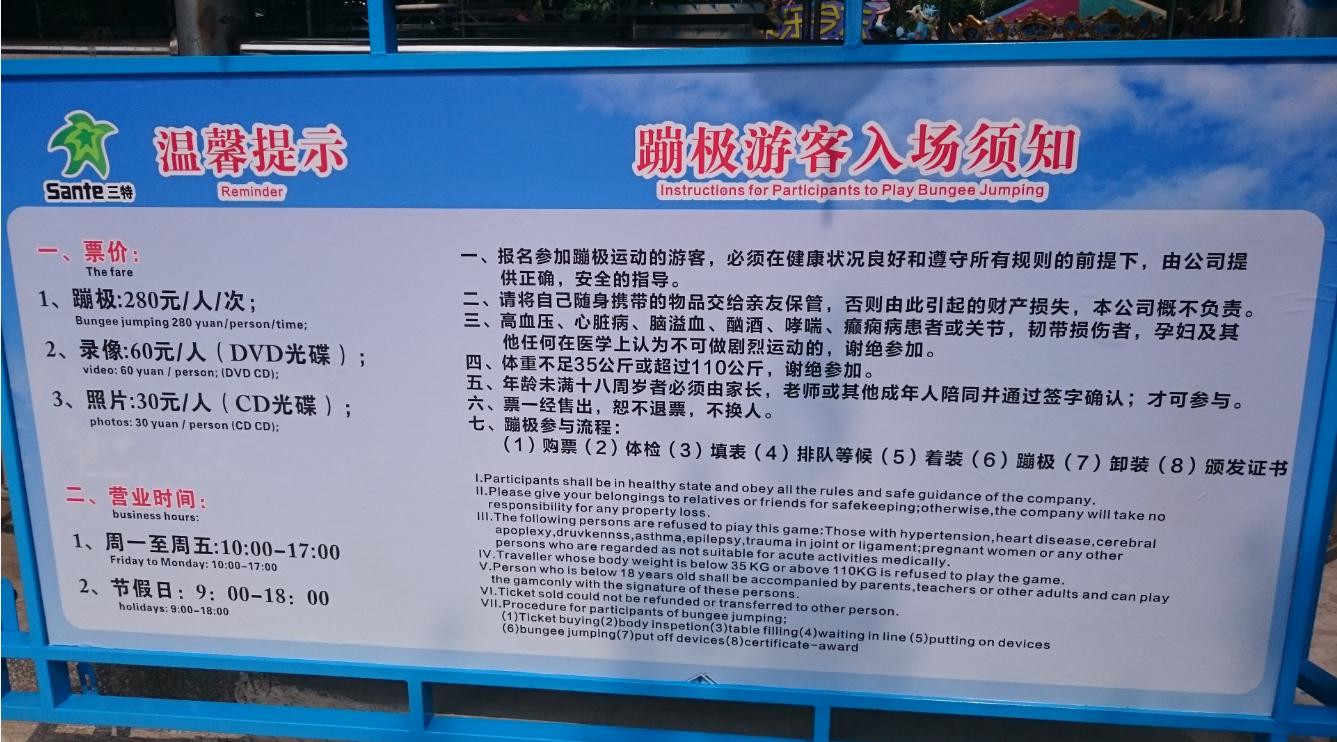 Sante三特
温馨提示
Reminder
蹦极游客入场须知
Instructions for Participants to Play Bungee Jumping
一、票价：
The fare
1、蹦极:280元/人/次；
Bungee jumping 280 yuan/person/time;
2、录像:60元/人（DVD光碟）；
video: 60 yuan / person; (DVD CD);
3、照片:30元/人（CD光碟）；
photos: 30 yuan / person (CD CD);
二、营业时间：
business hours:
1、周一至周五:10:00-17:00
Friday to Monday: 10:00-17:00
2、节假日：9：00-18：00
holidays: 9:00-18:00
一、报名参加蹦极运动的游客，必须在健康状况良好和遵守所有规则的前提下，由公司提
供正确，安全的指导。
二、请将自己随身携带的物品交给亲友保管，否则由此引起的财产损失，本公司概不负责。
三、高血压、心脏病、脑溢血、酗酒、哮喘、癫痫病患者或关节，韧带损伤者，孕妇及其
他任何在医学上认为不可做剧烈运动的，谢绝参加。
四、体重不足35公斤或超过110公斤，谢绝参加。
五、年龄未满十八周岁者必须由家长，老师或其他成年人陪同并通过签字确认；才可参与。
六、票一经售出，恕不退票，不换人。
七、蹦极参与流程：
（1）购票（2）体检（3）填表（4）排队等候（5）着装（6）蹦极（7）卸装（8）颁发证书
I.Participants shall be in healthy state and obey all the rules and safe guidance of the company.
II.Please give your belongings to relatives or friends for safekeeping;otherwise,the company will take no
responsibility for any property loss.
III.The following persons are refused to play this game:Those with hypertension,heart disease,cerebral
apoplexy,druvkennss,asthma,epilepsy,trauma in joint or ligament;pregnant women or any other
persons who are regarded as not suitable for acute activities medically.
IV.Traveller whose body weight is below 35 KG or above 110KG is refused to play the game.
V.Person who is below 18 years old shall be accompanied by parents,teachers or other adults and can play
the gamconly with the signature of these persons.
VI.Ticket sold could not be refunded or transferred to other person.
VII.Procedure for participants of bungee jumping;
(1)Ticket buying(2)body inspetion(3)table filling(4)waiting in line (5)putting on devices
(6)bungee jumping(7)put off devices(8)certificate-award